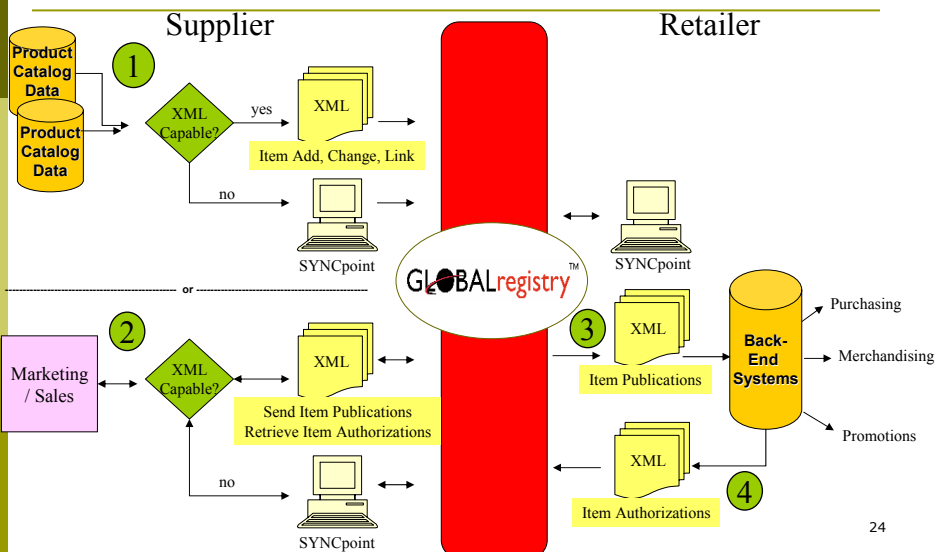 Supplier
Retailer
Product
Catalog
Data
Product
Catalog
Data
1
XML
Capable?
yes
XML
Item Add, Change, Link
no
SYNCpoint
SYNCpoint
GLOBALregistry™
or
2
Marketing
/ Sales
XML
Capable?
XML
Send Item Publications
Retrieve Item Authorizations
no
SYNCpoint
3
XML
Item Publications
Back-
End
Systems
Purchasing
Merchandising
Promotions
XML
Item Authorizations
4
24